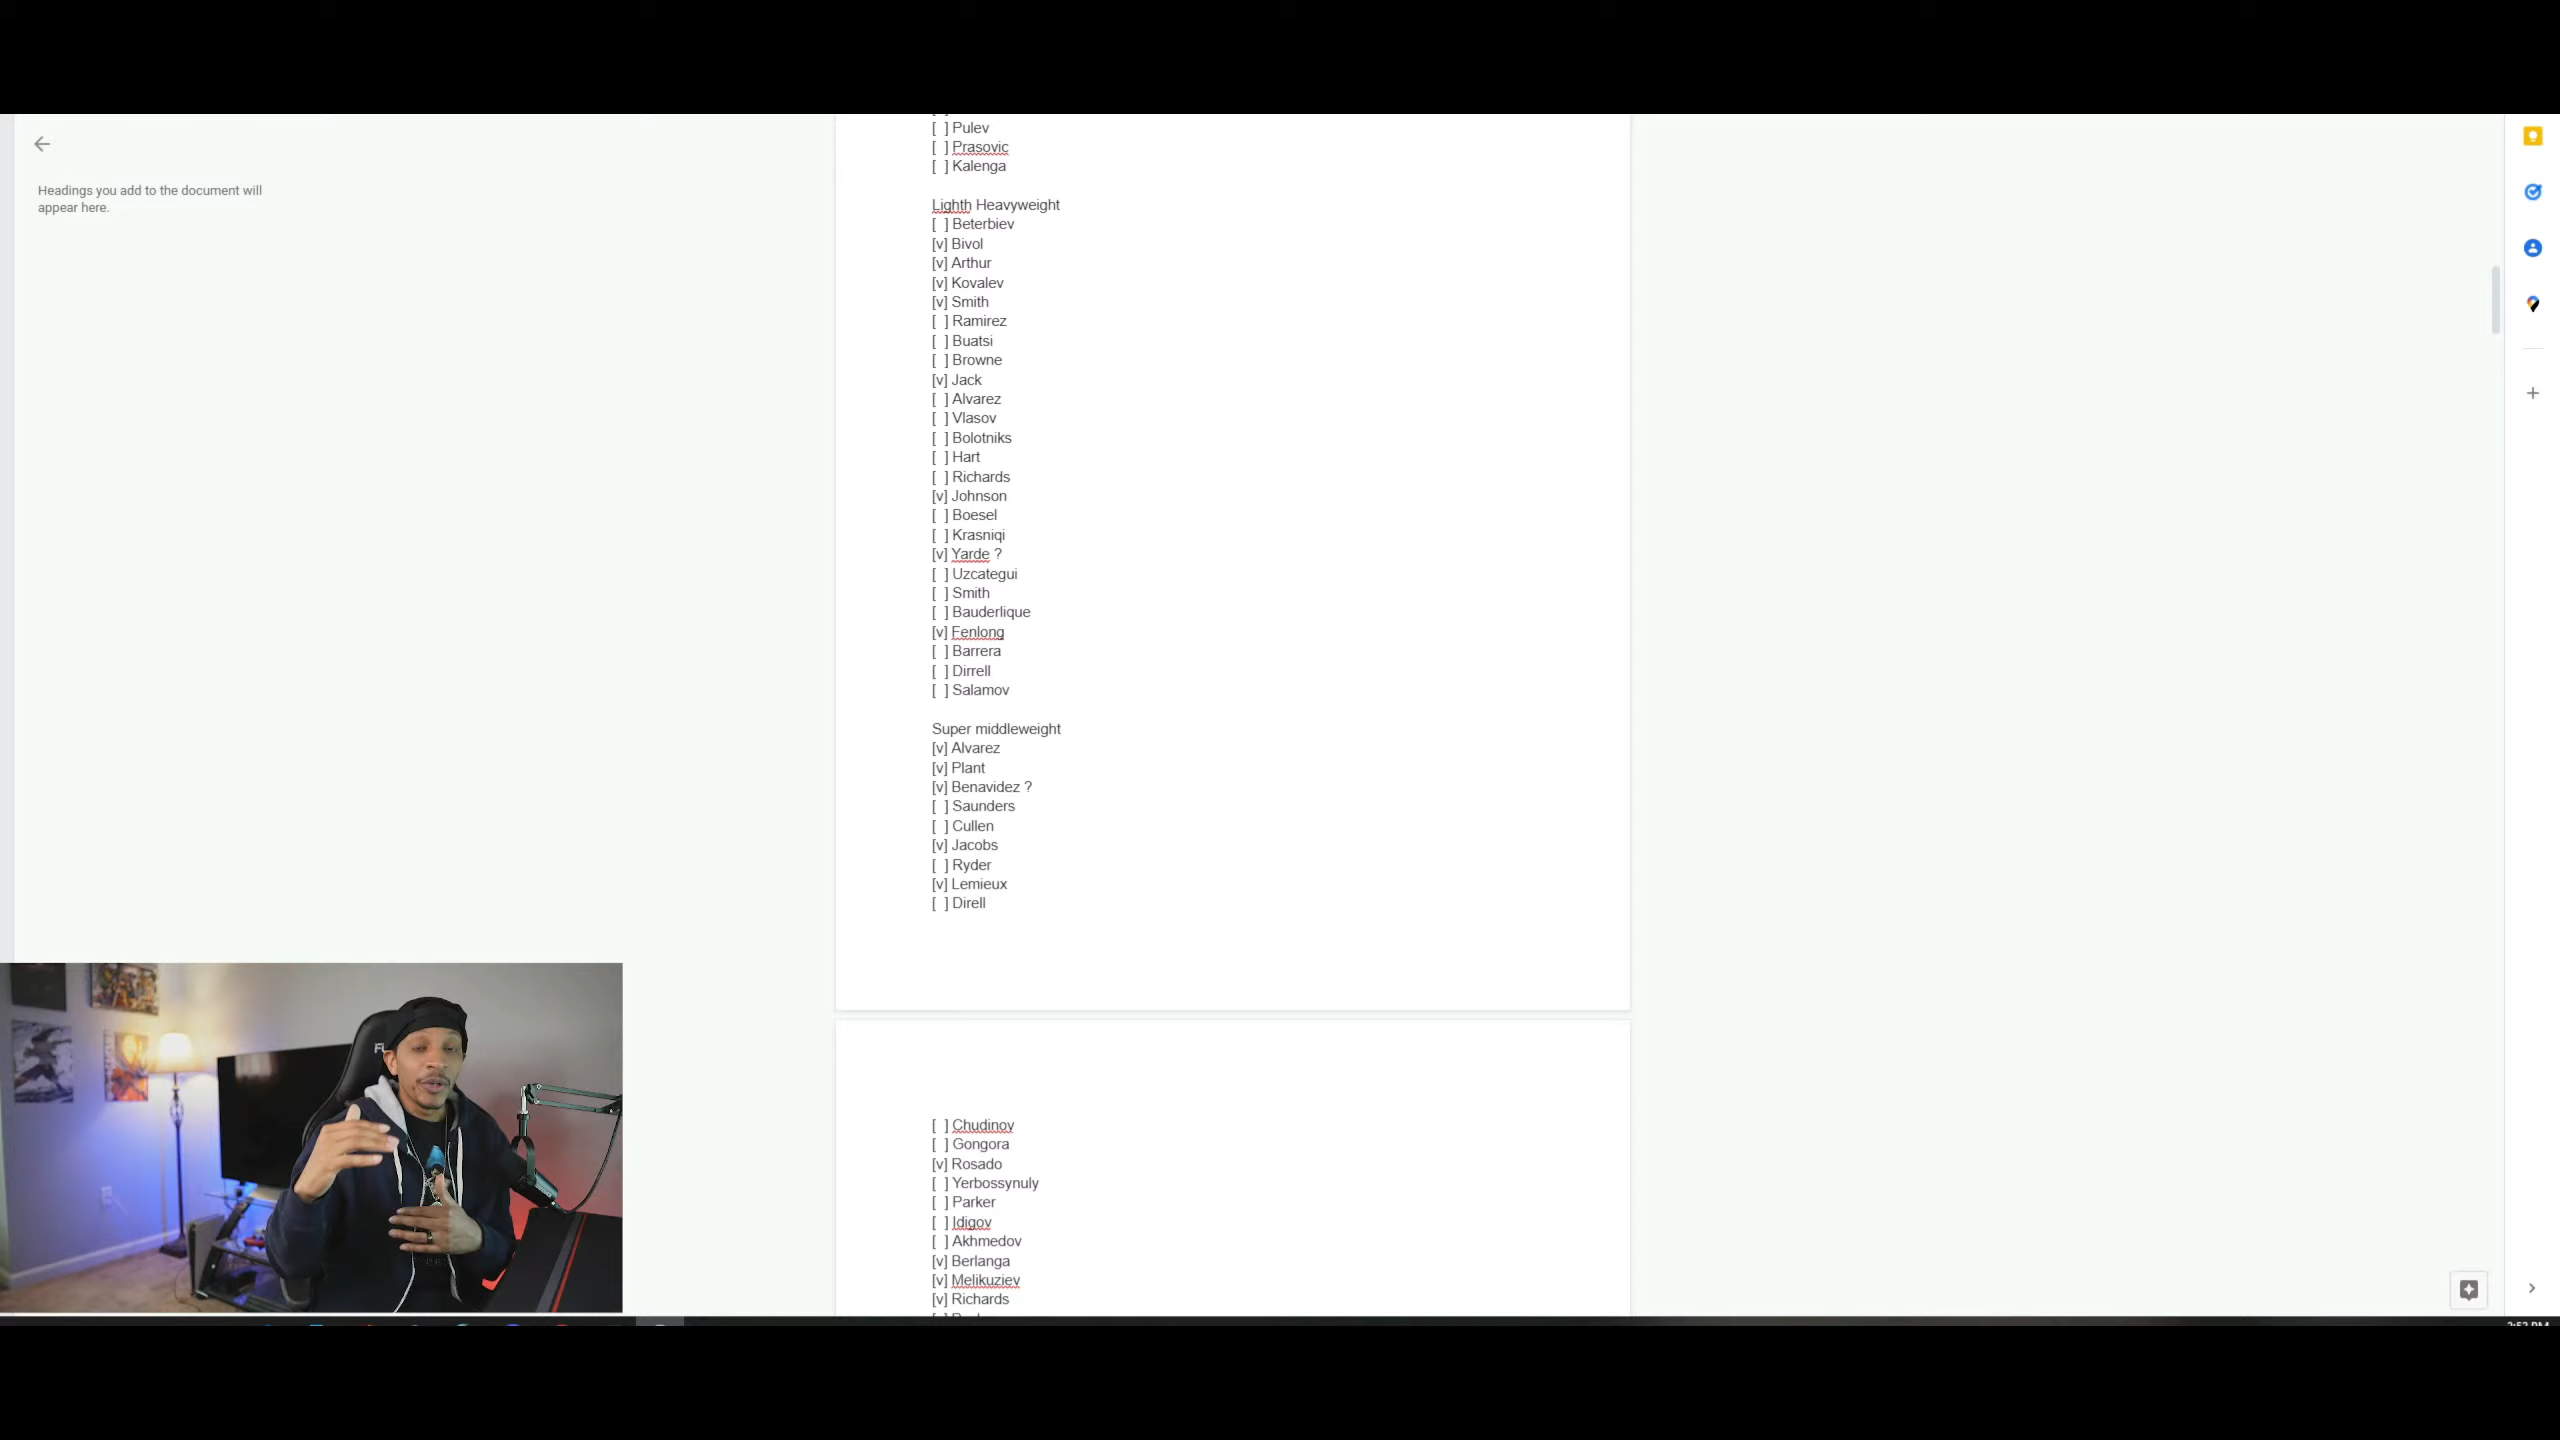 Headings you add to the document will
appear here.
[ ] Pulev
[ ] Prasovic
[ ] Kalenga
Lighth Heavyweight
[ ] Beterbiev
[v] Bivol
[v] Arthur
[v] Kovalev
[v] Smith
[ ] Ramirez
[ ] Buatsi
[ ] Browne
[v] Jack
[ ] Alvarez
[ ] Vlasov
[ ] Bolotniks
[ ] Hart
[ ] Richards
[v] Johnson
[ ] Boesel
[ ] Krasniqi
[v] Yarde ?
[ ] Uzcategui
[ ] Smith
[ ] Bauderlique
[v] Fenlong
[ ] Barrera
[ ] Dirrell
[ ] Salamov
Super middleweight
[v] Alvarez
[v] Plant
[v] Benavidez ?
[ ] Saunders
[ ] Cullen
[v] Jacobs
[ ] Ryder
[v] Lemieux
[ ] Direll
[ ] Chudinov
[ ] Gongora
[v] Rosado
[ ] Yerbossynuly
[ ] Parker
[ ] Idigov
[ ] Akhmedov
[v] Berlanga
[v] Melikuziev
[v] Richards